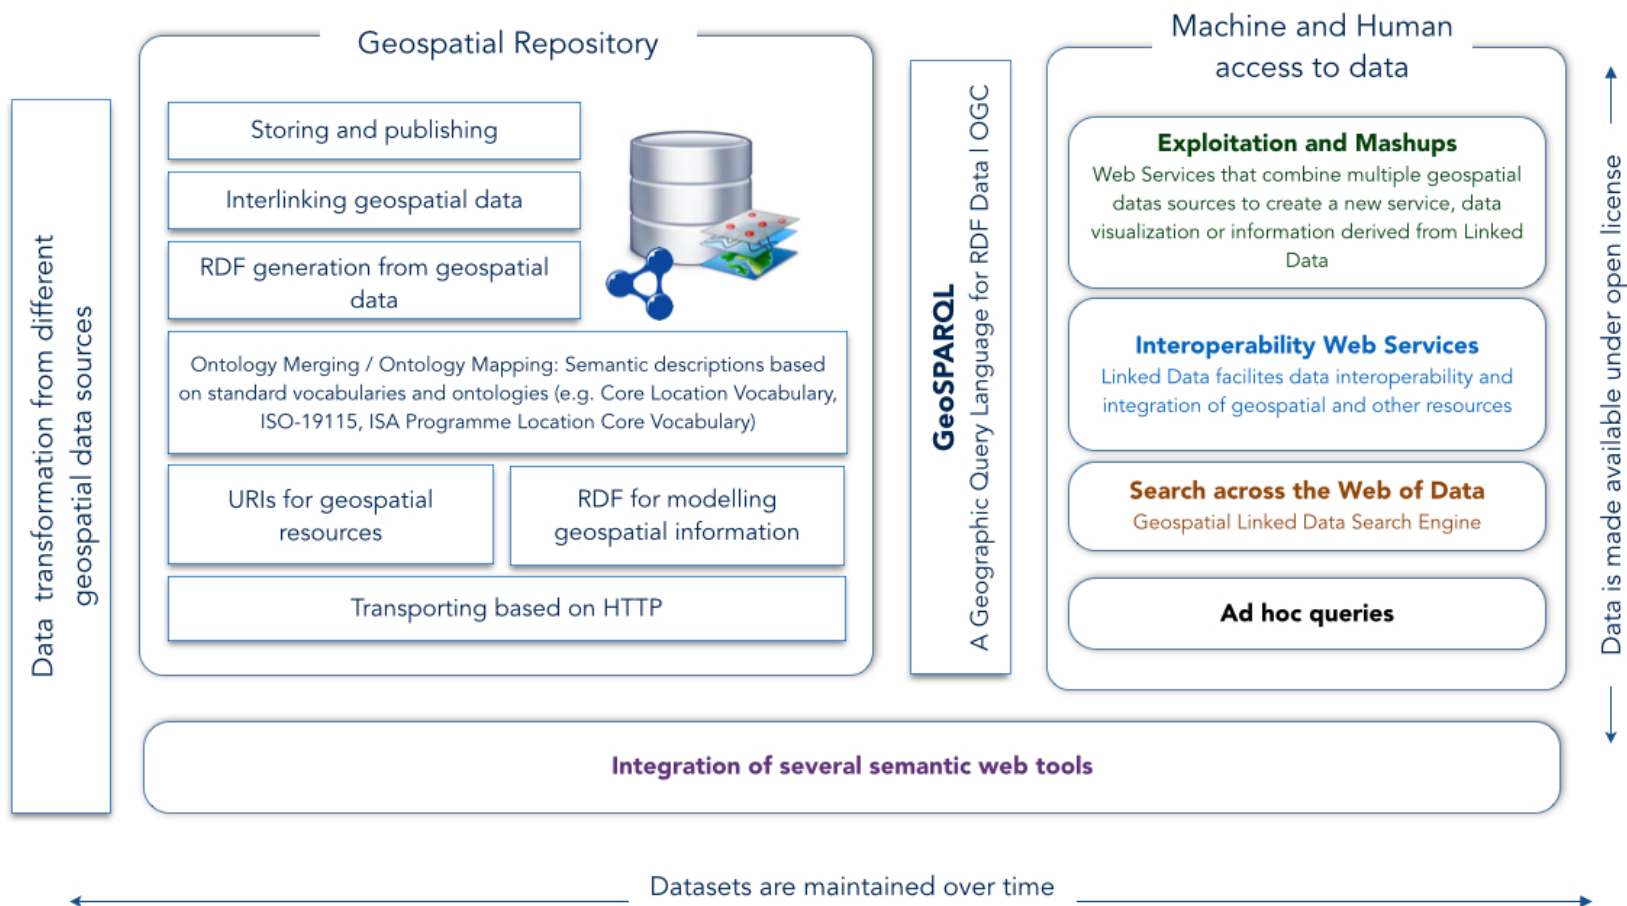 Data transformation from different
geospatial data sources
Geospatial Repository
Storing and publishing
Interlinking geospatial data
RDF generation from geospatial
data
Ontology Merging / Ontology Mapping: Semantic descriptions based
on standard vocabularies and ontologies (e.g. Core Location Vocabulary,
ISO-19115, ISA Programme Location Core Vocabulary)
URIs for geospatial
resources
RDF for modelling
geospatial information
Transporting based on HTTP
GeoSPARQL
A Geographic Query Language for RDF Data | OGC
Machine and Human
access to data
Exploitation and Mashups
Web Services that combine multiple geospatial
datas sources to create a new service, data
visualization or information derived from Linked
Data
Interoperability Web Services
Linked Data facilites data interoperability and
integration of geospatial and other resources
Search across the Web of Data
Geospatial Linked Data Search Engine
Ad hoc queries
Data is made available under open license
Integration of several semantic web tools
Datasets are maintained over time